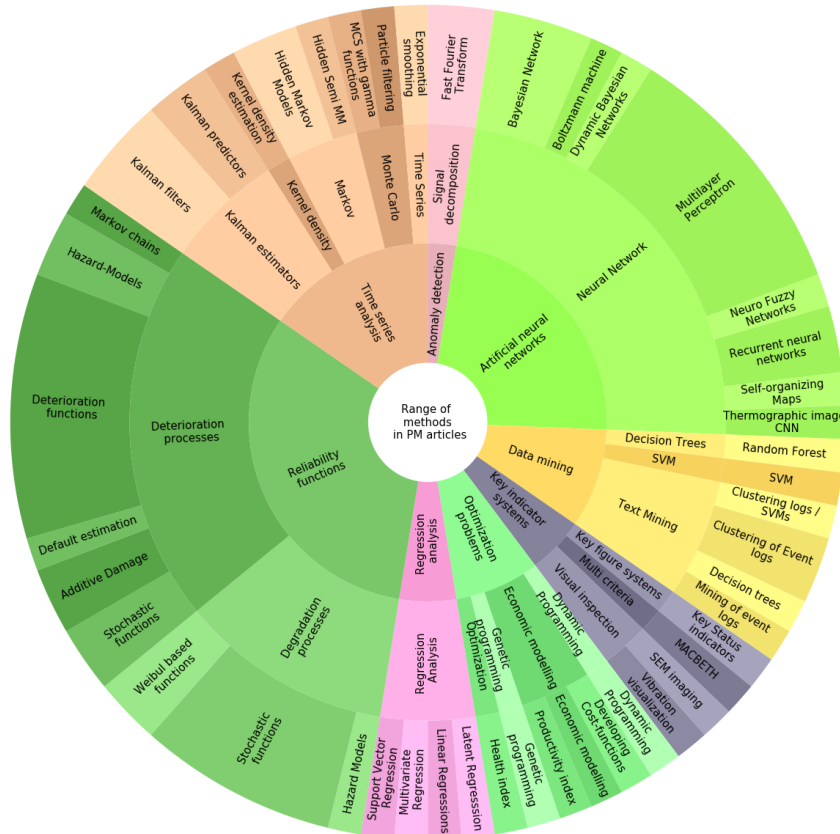 Range of
methods
in PM articles
Anomaly detection
Signal
decomposition
Fast Fourier
Transform
Artificial neural
networks
Neural Network
Bayesian Network
Boltzmann machine
Dynamic Bayesian
Networks
Multilayer
Perceptron
Neuro Fuzzy
Networks
Recurrent neural
networks
Self-organizing
Maps
Thermographic image
CNN
Data mining
Decision Trees
Random Forest
SVM
SVM
Text Mining
Clustering logs /
SVMs
Clustering of Event
logs
Decision trees
Mining of event
logs
Key indicator
systems
Key figure systems
Key Status
indicators
Multi criteria
MACBETH
Visual inspection
SEM imaging
Vibration
visualization
Optimization
problems
Dynamic
Programming
Dynamic
Programming
Economic modelling
Developing
Cost-functions
Economic modelling
Productivity index
Genetic
programming
Genetic
programming
Optimization
Health index
Regression
analysis
Regression
Analysis
Latent Regresssion
Linear Regressions
Multivariate
Regression
Support Vector
Regression
Reliability
functions
Degradation
processes
Hazard Models
Stochastic
functions
Weibul based
functions
Deterioration
processes
Stochastic
functions
Additive Damage
Default estimation
Deterioration
functions
Hazard-Models
Markov chains
Time series
analysis
Kalman estimators
Kalman filters
Kalman predictors
Kernel density
Kernel density
estimation
Markov
Hidden Markov
Models
Hidden Semi MM
Monte Carlo
MCS with gamma
functions
Particle filtering
Time Series
Exponential
smoothing